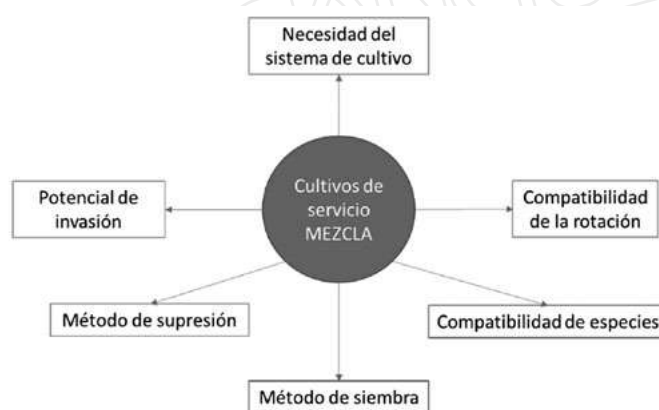 Necesidad del
sistema de cultivo
Potencial de
invasión
Cultivos de
servicio
MEZCLA
Compatibilidad
de la rotación
Método de supresión
Compatibilidad de especies
Método de siembra